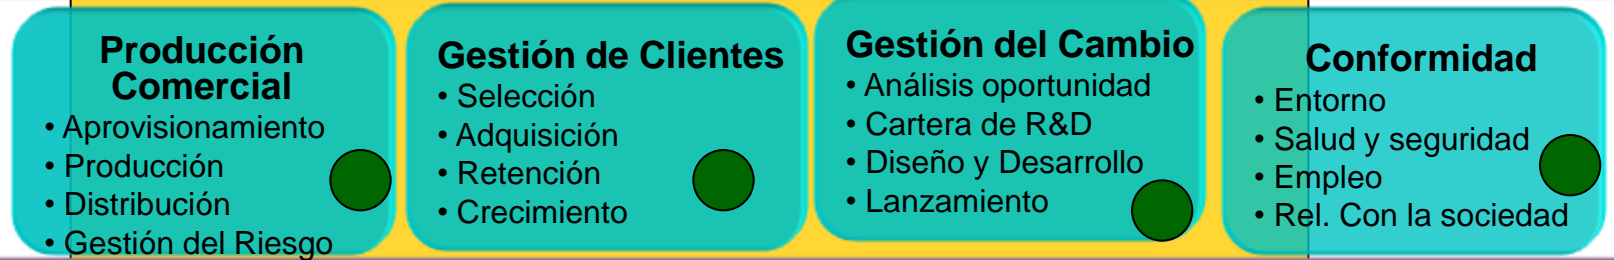 Producción
Comercial
• Aprovisionamiento
• Producción
• Distribución
• Gestión del Riesgo
Gestión de Clientes
• Selección
• Adquisición
• Retención
• Crecimiento
Gestión del Cambio
• Análisis oportunidad
• Cartera de R&D
• Diseño y Desarrollo
• Lanzamiento
Conformidad
• Entorno
• Salud y seguridad
• Empleo
• Rel. Con la sociedad